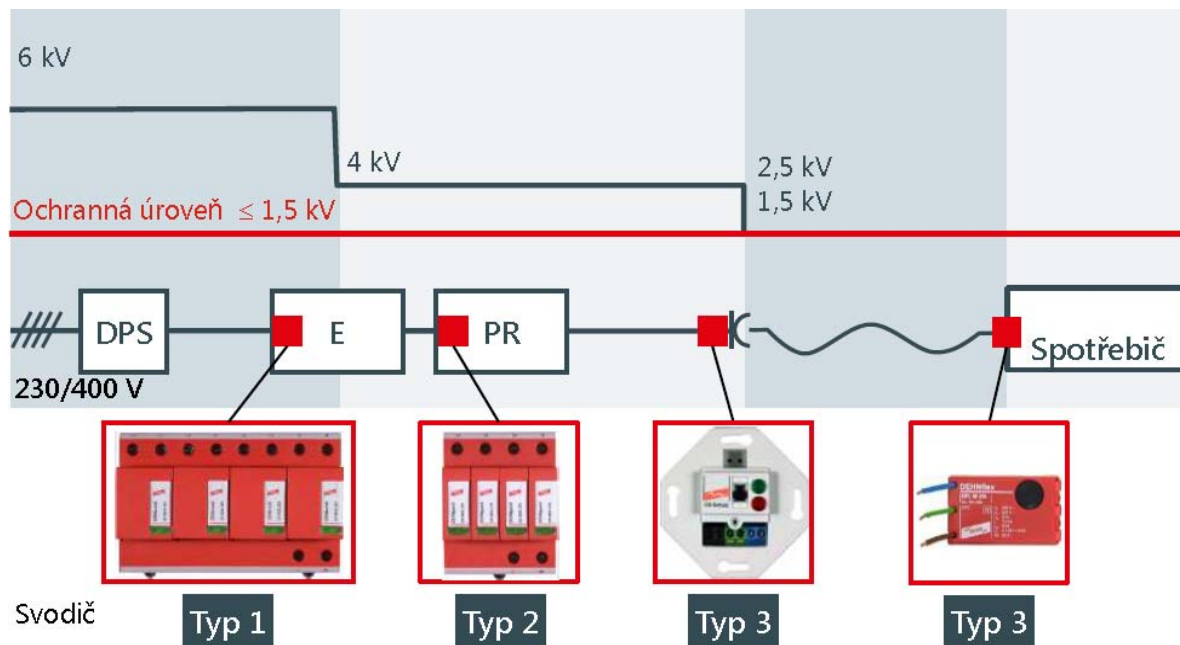 6 kV
4 kV
2,5 kV
1,5 kV
Ochranná úroveň ≤ 1,5 kV
DPS
E
PR
Spotřebič
230/400 V
DEHNflex
Svodič
Typ 1
Typ 2
Typ 3
Typ 3